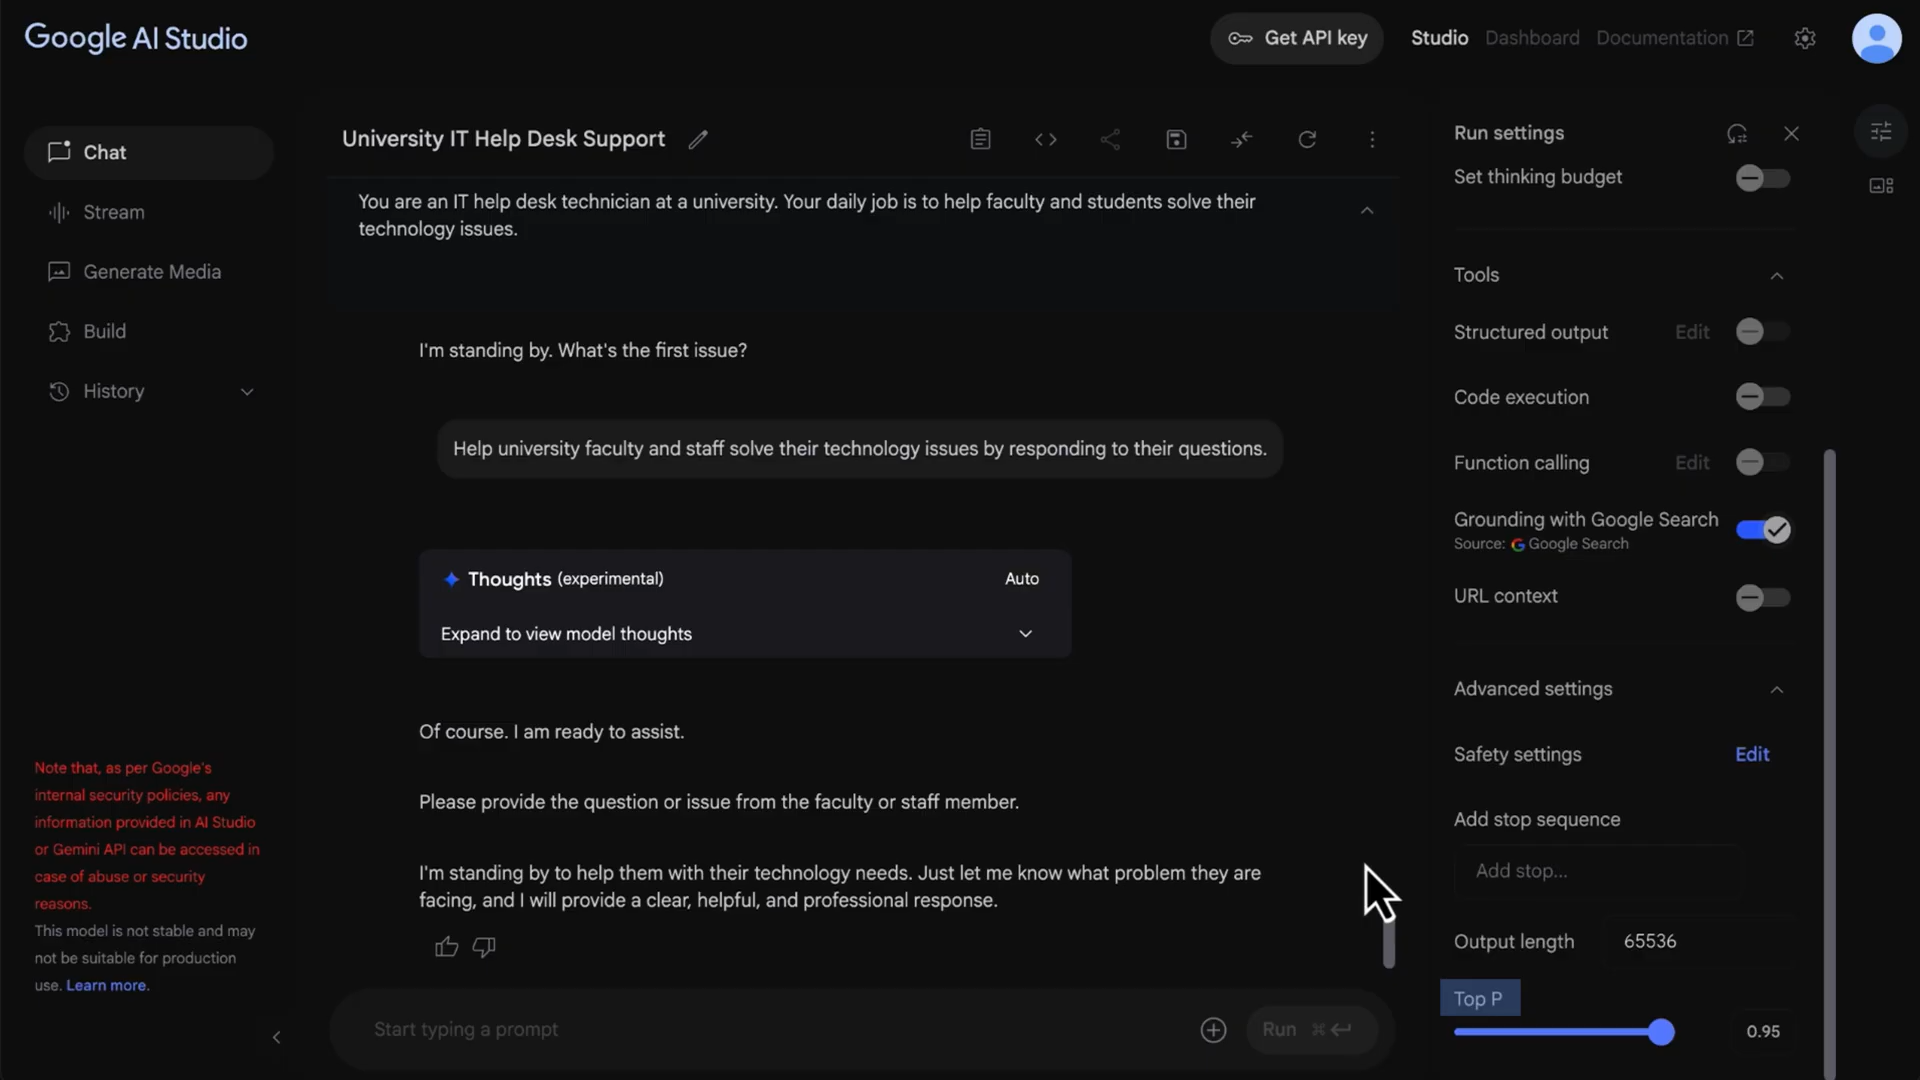 Google AI Studio
Get API key
Studio
Dashboard
Documentation
Chat
Stream
Generate Media
Build
History
Note that, as per Google's
internal security policies, any
information provided in AI Studio
or Gemini API can be accessed in
case of abuse or security
reasons.
This model is not stable and may
not be suitable for production
use. Learn more.
University IT Help Desk Support
You are an IT help desk technician at a university. Your daily job is to help faculty and students solve their
technology issues.
I'm standing by. What's the first issue?
Help university faculty and staff solve their technology issues by responding to their questions.
Thoughts (experimental)
Auto
Expand to view model thoughts
Of course. I am ready to assist.
Please provide the question or issue from the faculty or staff member.
I'm standing by to help them with their technology needs. Just let me know what problem they are
facing, and I will provide a clear, helpful, and professional response.
Start typing a prompt
Run ⌘
Run settings
Set thinking budget
Tools
Structured output
Edit
Code execution
Function calling
Edit
Grounding with Google Search
Source: G Google Search
URL context
Advanced settings
Safety settings
Edit
Add stop sequence
Add stop...
Output length
65536
Top P
0.95